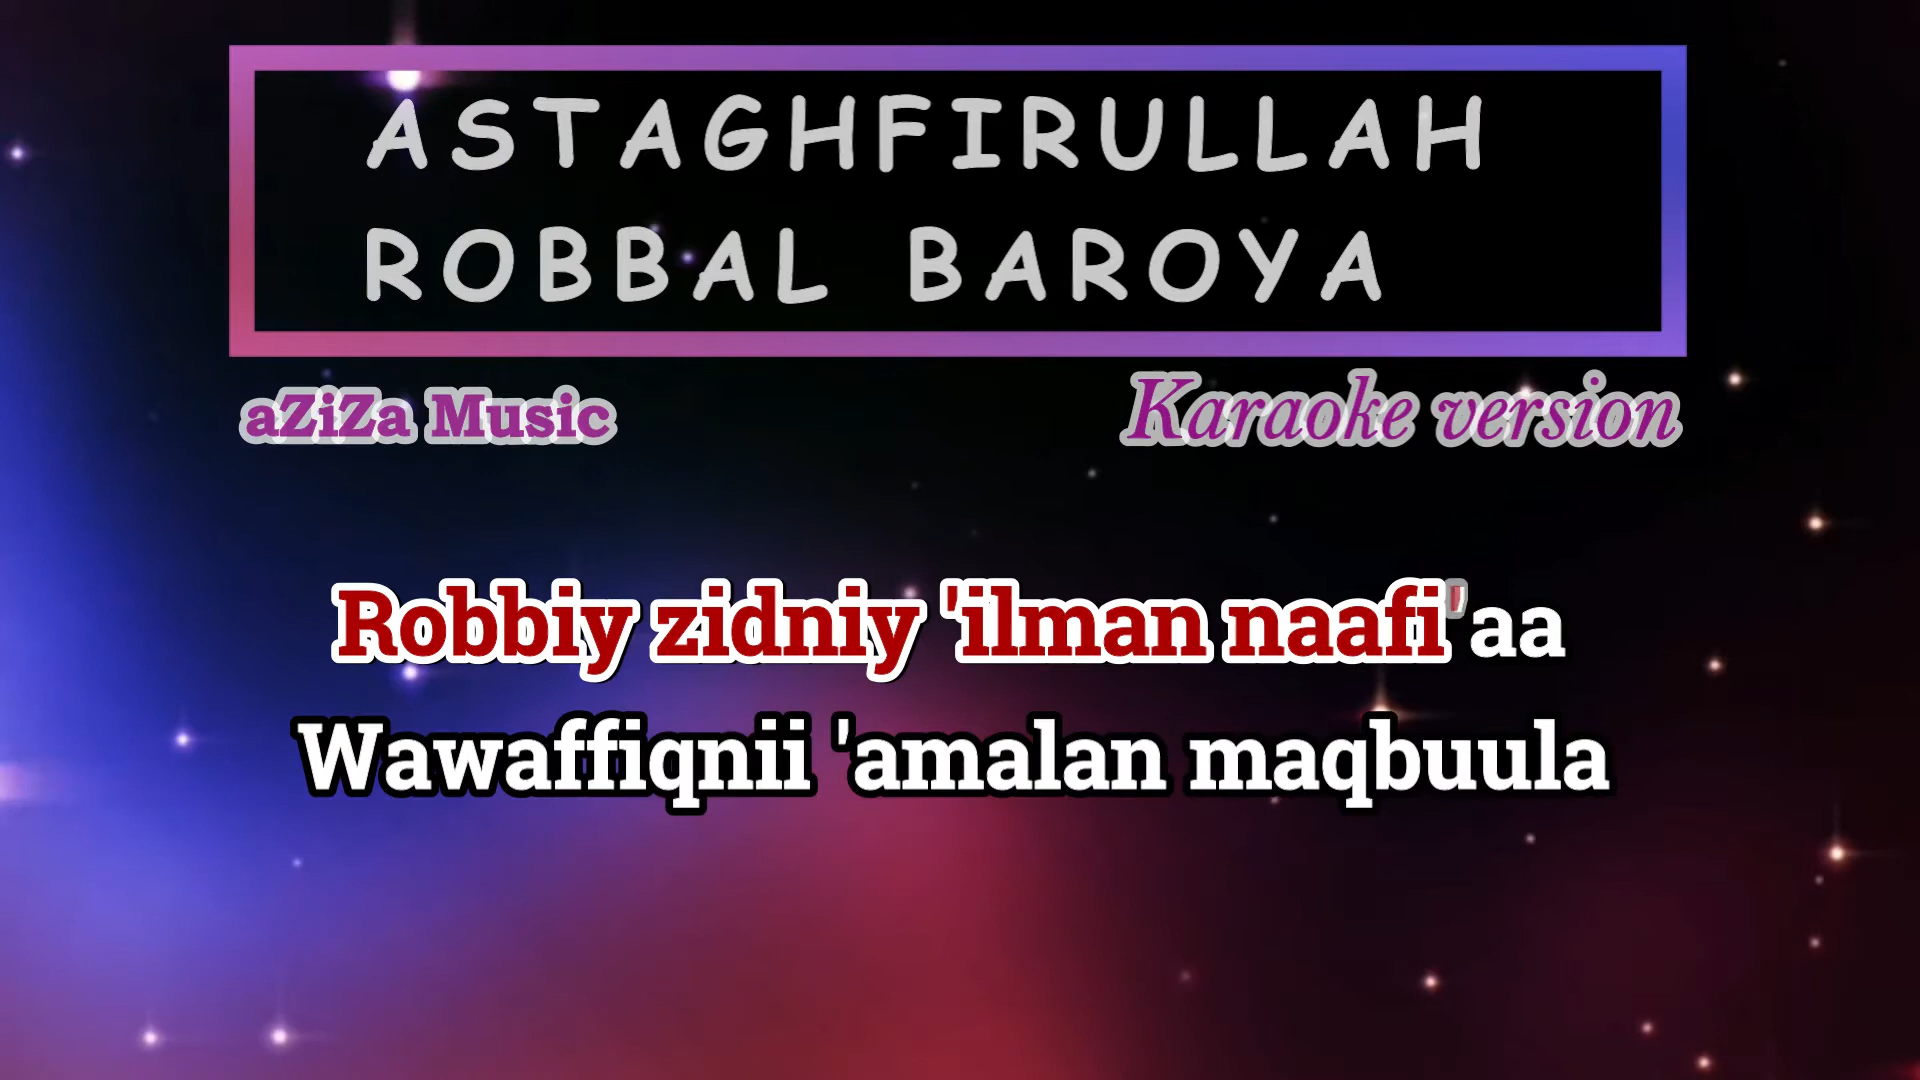 ASTAGHFIRULLAH
ROBBAL BAROYA
aZiZa Music
Karaoke version
Robbiy zidniy 'ilman naafi'aa
Wawaffiqnii 'amalan maqbuula